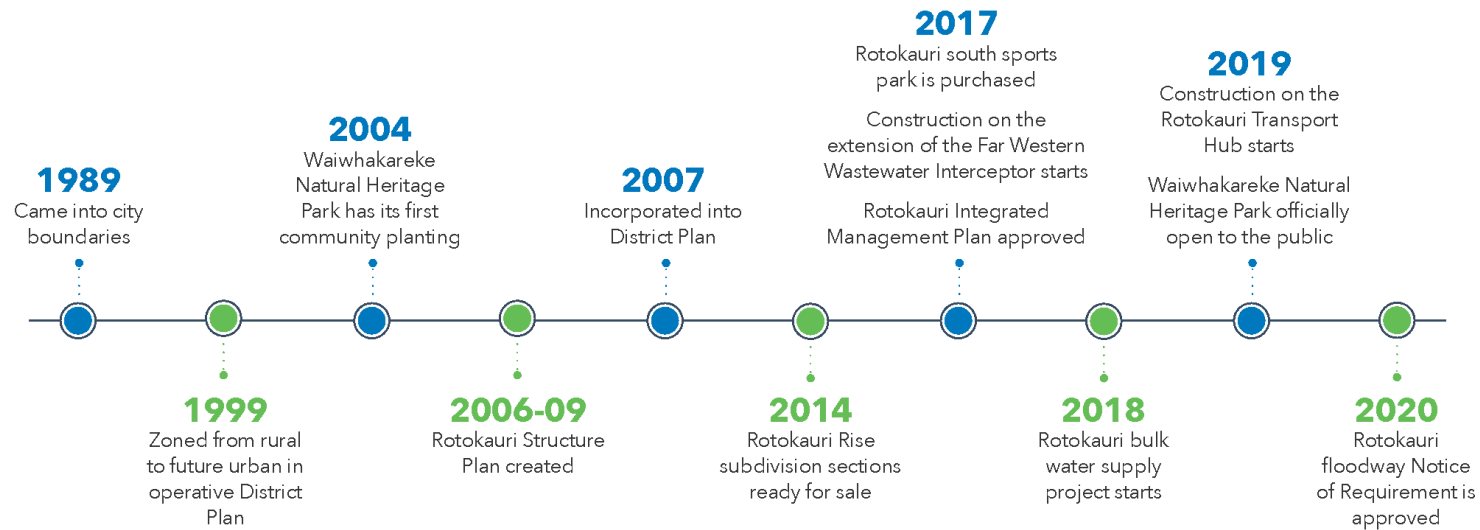 1989
Came into city
boundaries
1999
Zoned from rural
to future urban in
operative District
Plan
2004
Waiwhakareke
Natural Heritage
Park has its first
community planting
2006-09
Rotokauri Structure
Plan created
2007
Incorporated into
District Plan
2014
Rotokauri Rise
subdivision sections
ready for sale
2017
Rotokauri south sports
park is purchased
Construction on the
extension of the Far Western
Wastewater Interceptor starts
Rotokauri Integrated
Management Plan approved
2018
Rotokauri bulk
water supply
project starts
2019
Construction on the
Rotokauri Transport
Hub starts
Waiwhakareke Natural
Heritage Park officially
open to the public
2020
Rotokauri
floodway Notice
of Requirement is
approved